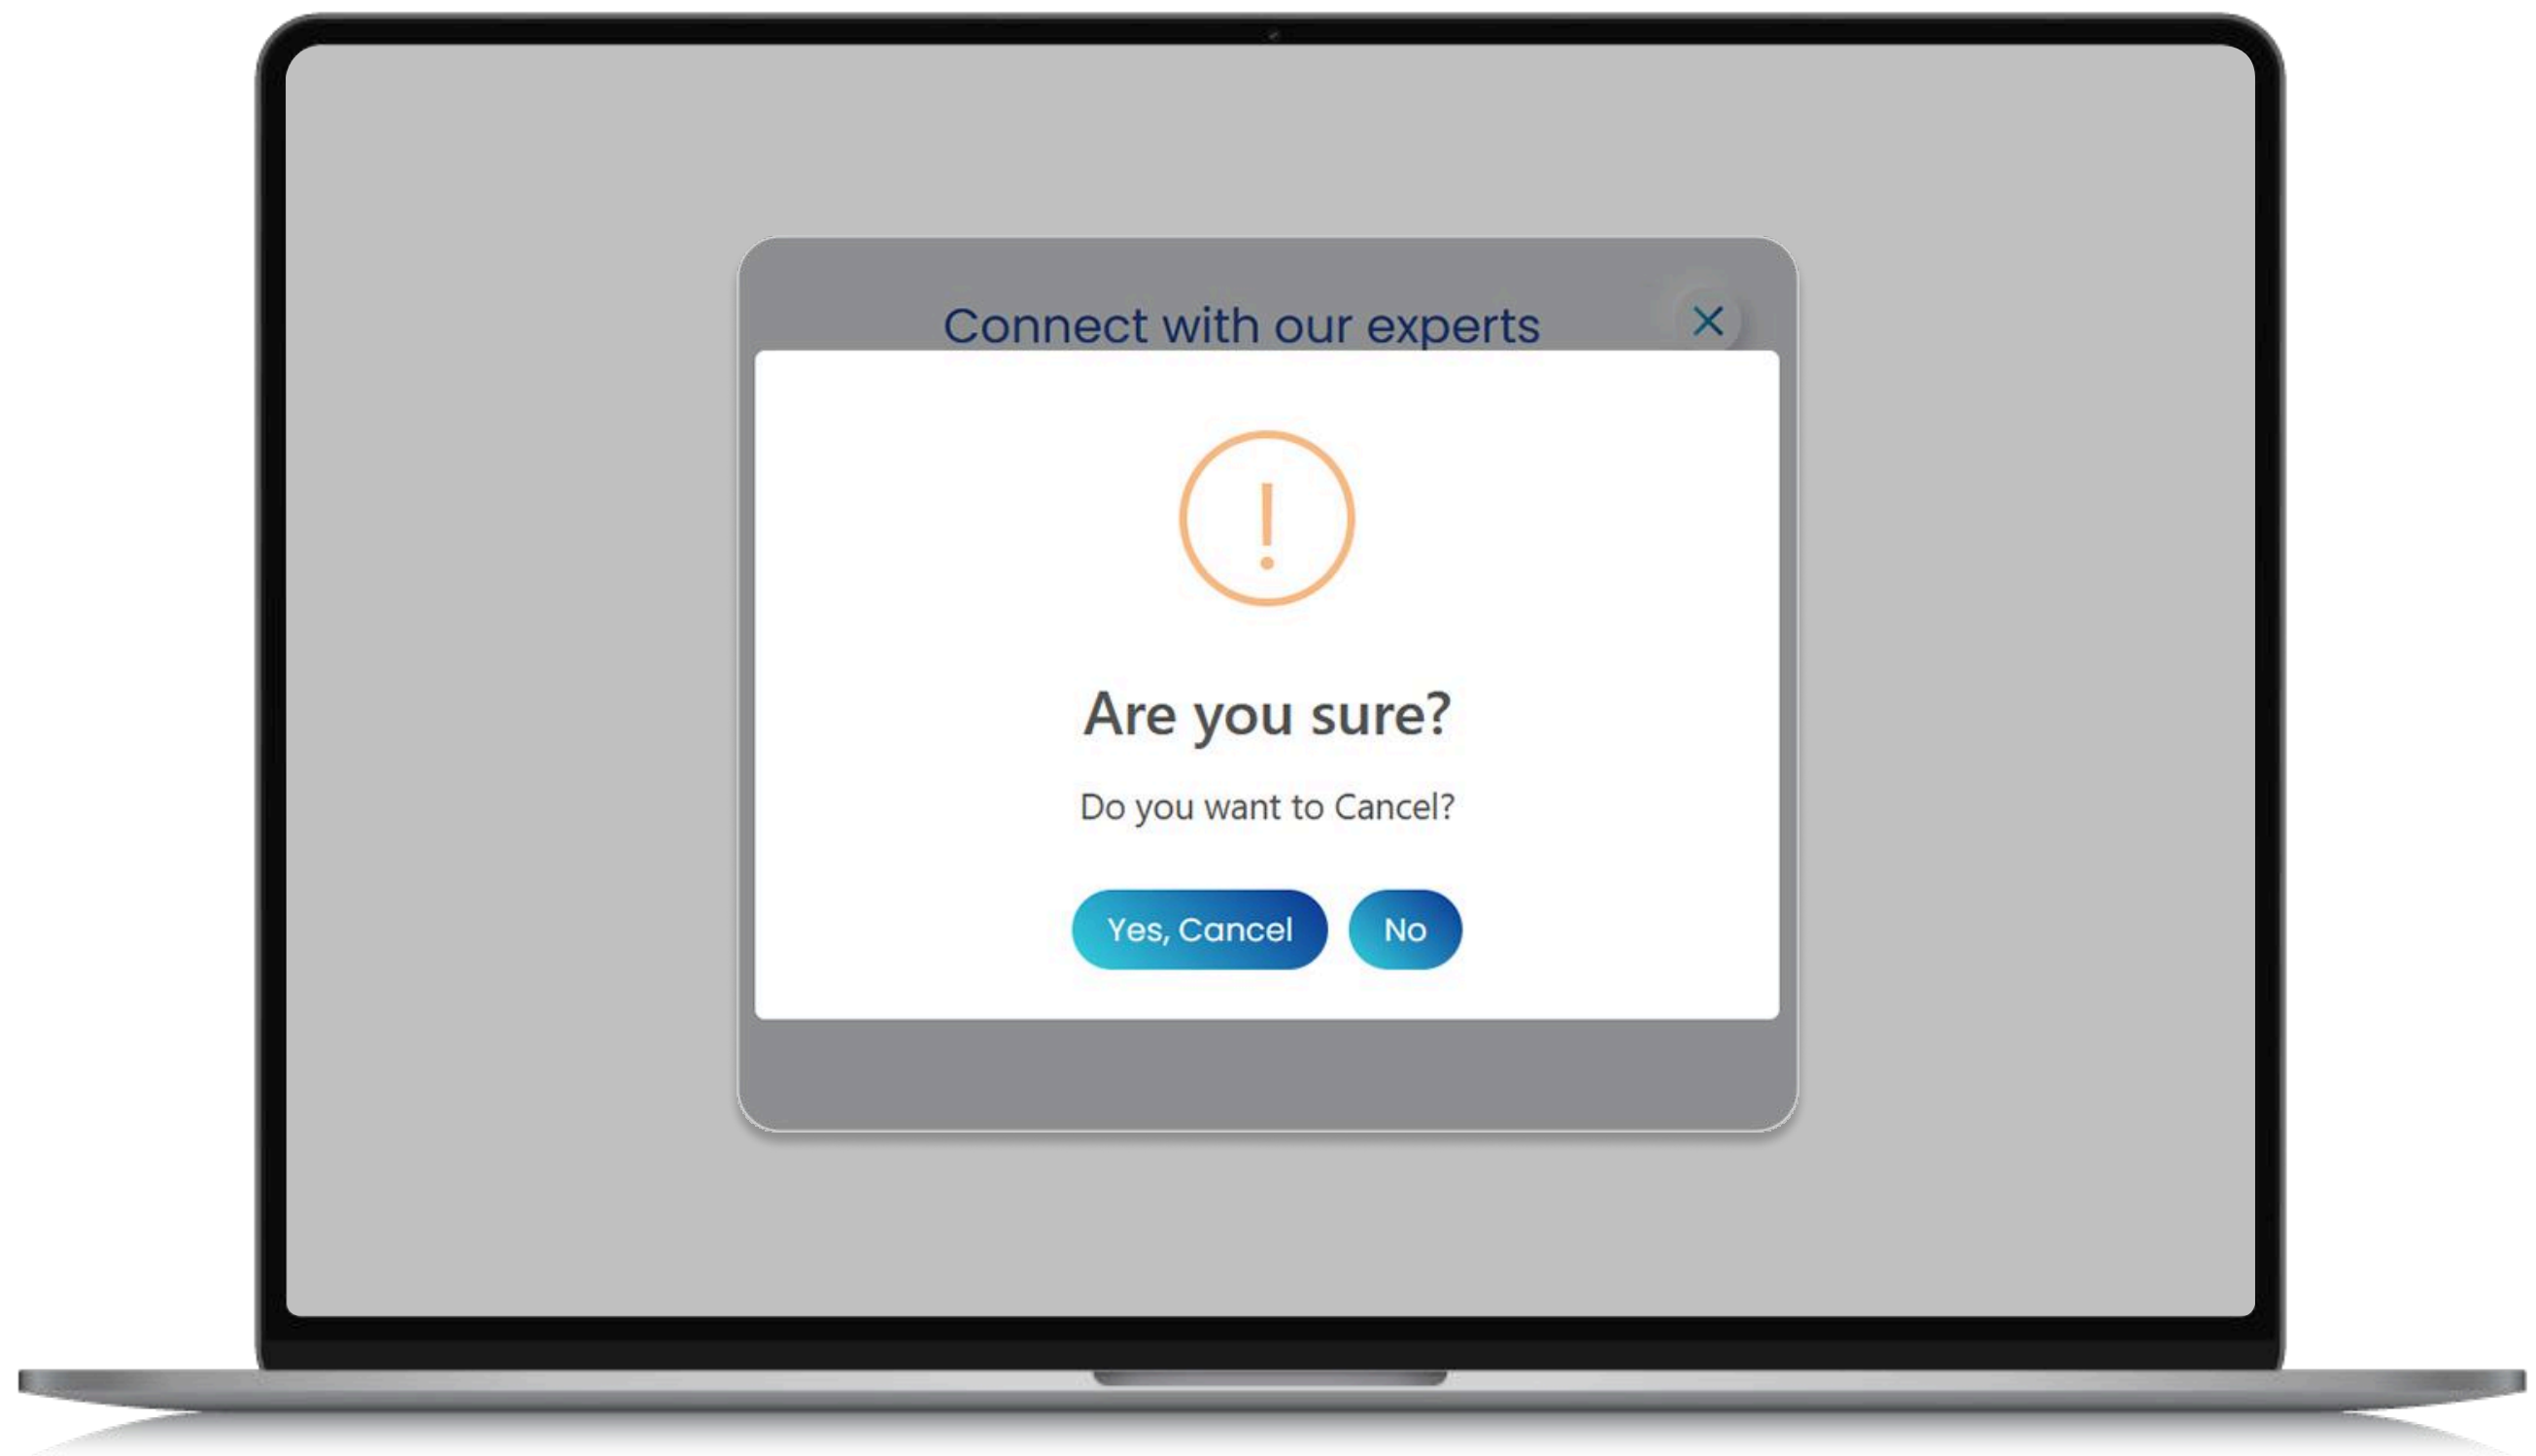 Connect with our experts
Are you sure?
Do you want to Cancel?
Yes, Cancel
No